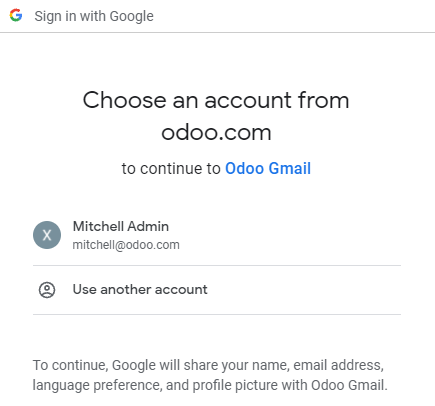 Sign in with Google
Choose an account from
odoo.com
to continue to Odoo Gmail
X
Mitchell Admin
mitchell@odoo.com
Use another account
To continue, Google will share your name, email address,
language preference, and profile picture with Odoo Gmail.